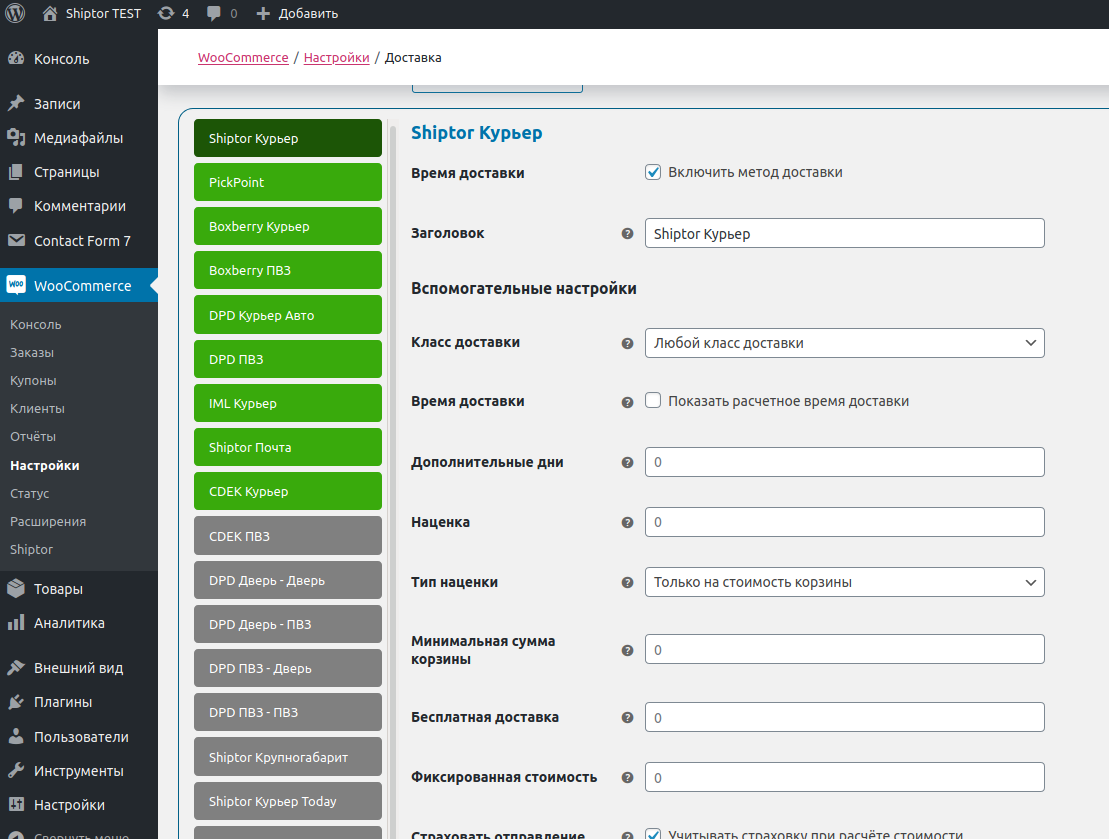 Shiptor TEST 4 0 Добавить
Консоль
Записи
Медиафайлы
Страницы
Комментарии
Contact Form 7
WooCommerce
Консоль
Заказы
Купоны
Клиенты
Отчёты
Настройки
Статус
Расширения
Shiptor
Товары
Аналитика
Внешний вид
Плагины
Пользователи
Инструменты
Настройки
Свернуть меню
WooCommerce / Настройки / Доставка
Shiptor Курьер
PickPoint
Boxberry Курьер
Boxberry ПВЗ
DPD Курьер Авто
DPD ПВЗ
IML Курьер
Shiptor Почта
CDEK Курьер
CDEK ПВЗ
DPD Дверь - Дверь
DPD Дверь - ПВЗ
DPD ПВЗ - Дверь
DPD ПВЗ - ПВЗ
Shiptor Крупногабарит
Shiptor Курьер Today
Shiptor Курьер
Время доставки Включить метод доставки
Заголовок Shiptor Курьер
Вспомогательные настройки
Класс доставки Любой класс доставки
Время доставки Показать расчетное время доставки
Дополнительные дни 0
Наценка 0
Тип наценки Только на стоимость корзины
Минимальная сумма
корзины 0
Бесплатная доставка 0
Фиксированная стоимость 0
Страховать отправление Учитывать страховку при расчёте стоимости